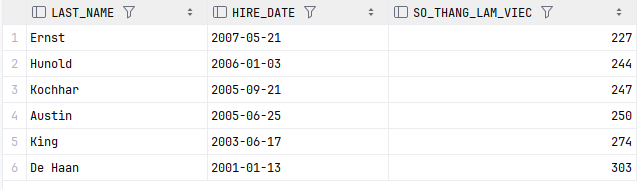 LAST_NAME HIRE_DATE SO_THANG_LAM_VIEC
1 Ernst 2007-05-21 227
2 Hunold 2006-01-03 244
3 Kochhar 2005-09-21 247
4 Austin 2005-06-25 250
5 King 2003-06-17 274
6 De Haan 2001-01-13 303